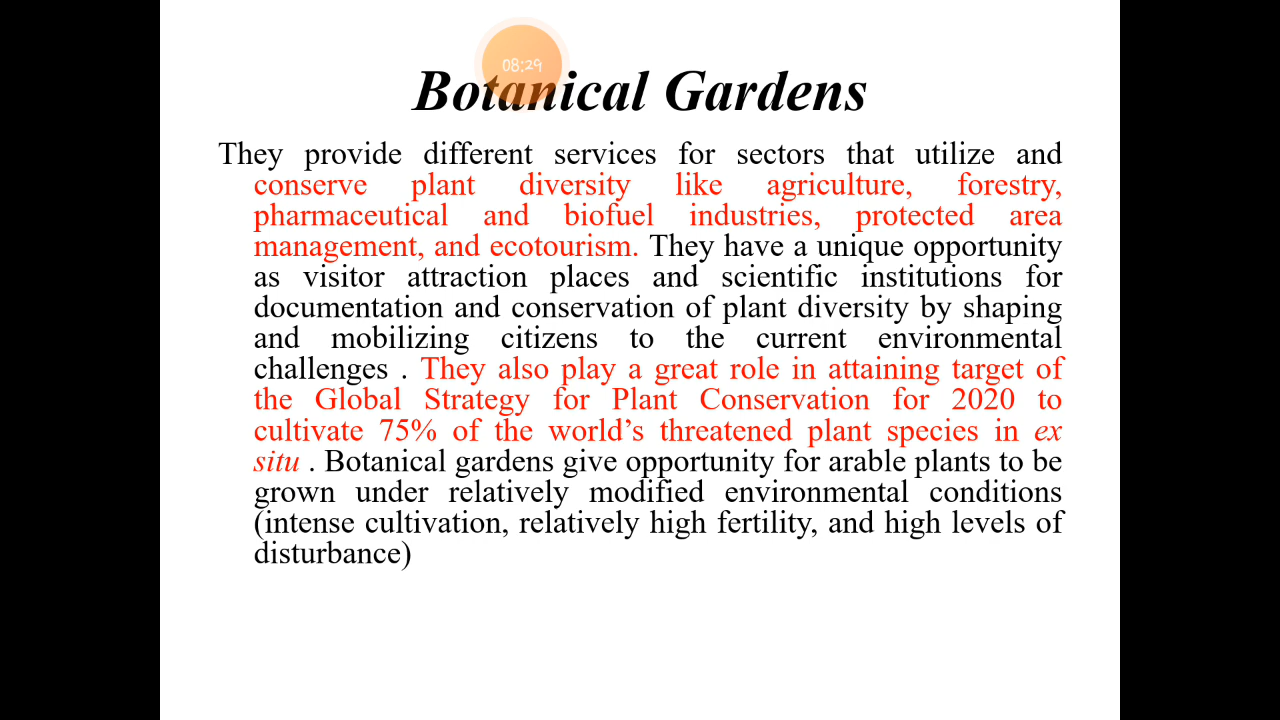 08:29
Botanical Gardens
They provide different services for sectors that utilize and
conserve plant diversity like agriculture, forestry,
pharmaceutical and biofuel industries, protected area
management, and ecotourism. They have a unique opportunity
as visitor attraction places and scientific institutions for
documentation and conservation of plant diversity by shaping
and mobilizing citizens to the current environmental
challenges . They also play a great role in attaining target of
the Global Strategy for Plant Conservation for 2020 to
cultivate 75% of the world’s threatened plant species in ex
situ . Botanical gardens give opportunity for arable plants to be
grown under relatively modified environmental conditions
(intense cultivation, relatively high fertility, and high levels of
disturbance)